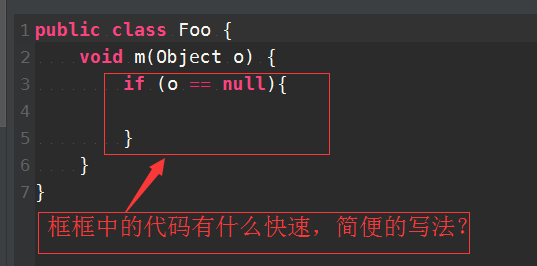 1 public class Foo {
2 void m(Object o) {
3 if (o == null){
4
5 }
6 }
7 }
框框中的代码有什么快速，简便的写法？